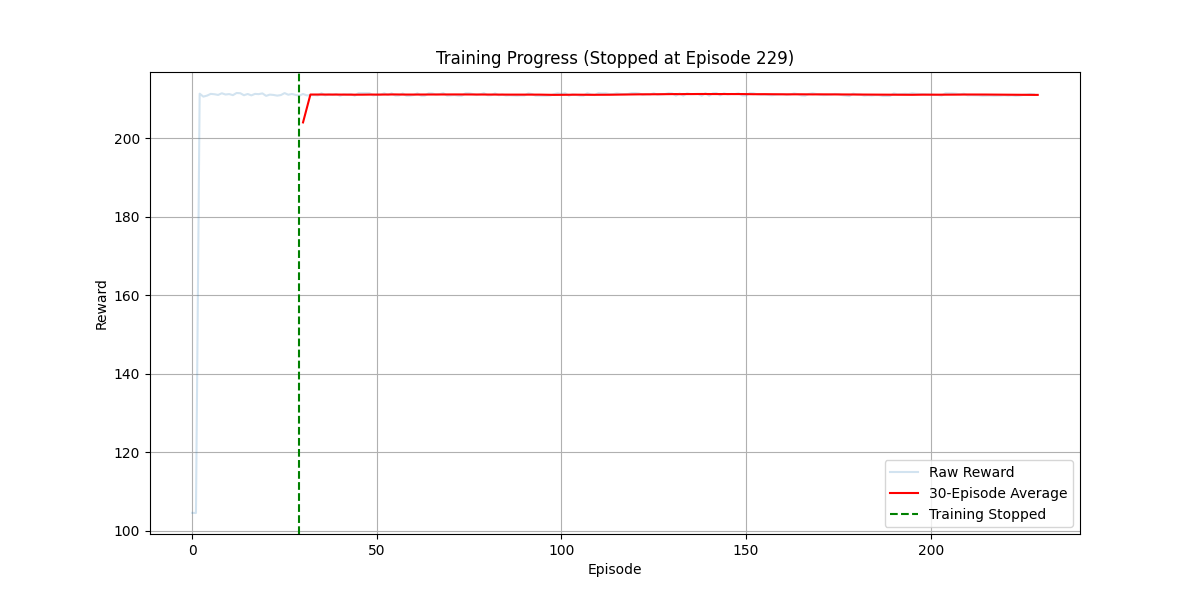 Training Progress (Stopped at Episode 229)
Reward
200
180
160
140
120
100
0 50 100 150 200
Episode
Raw Reward
30-Episode Average
Training Stopped